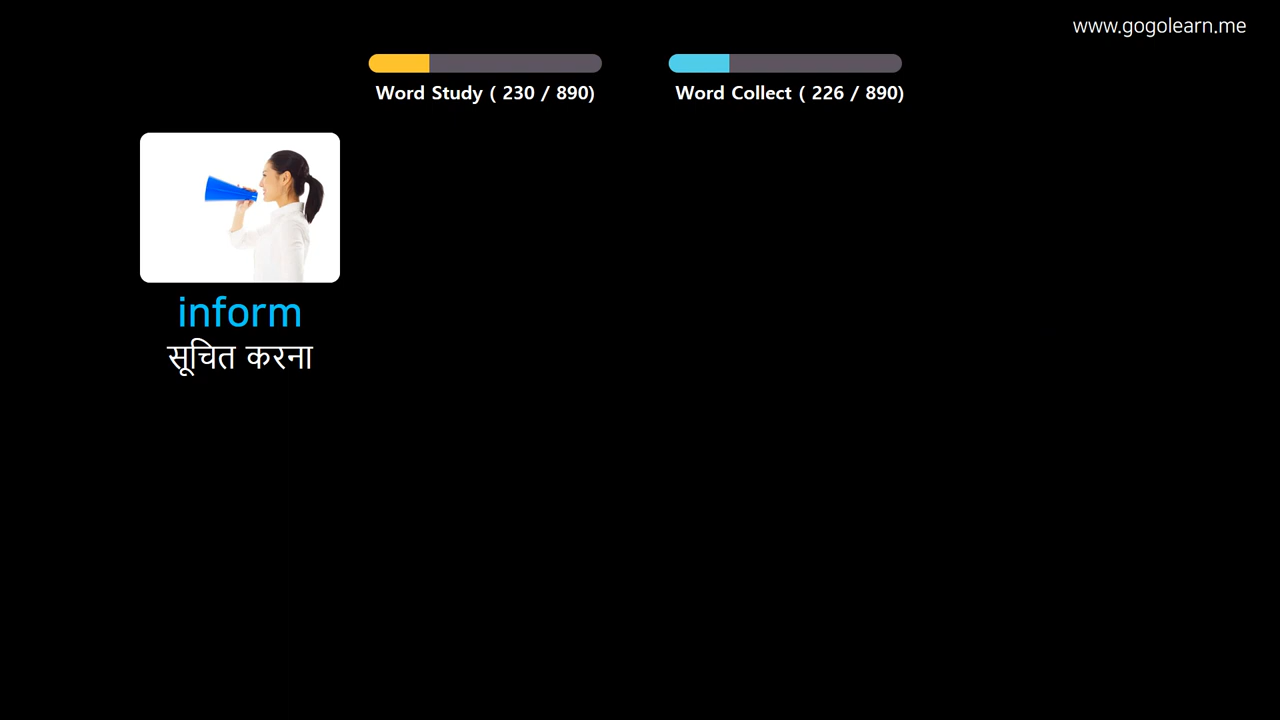 www.gogolearn.me
Word Study ( 230 / 890)
Word Collect ( 226 / 890)
inform
सूचित करना